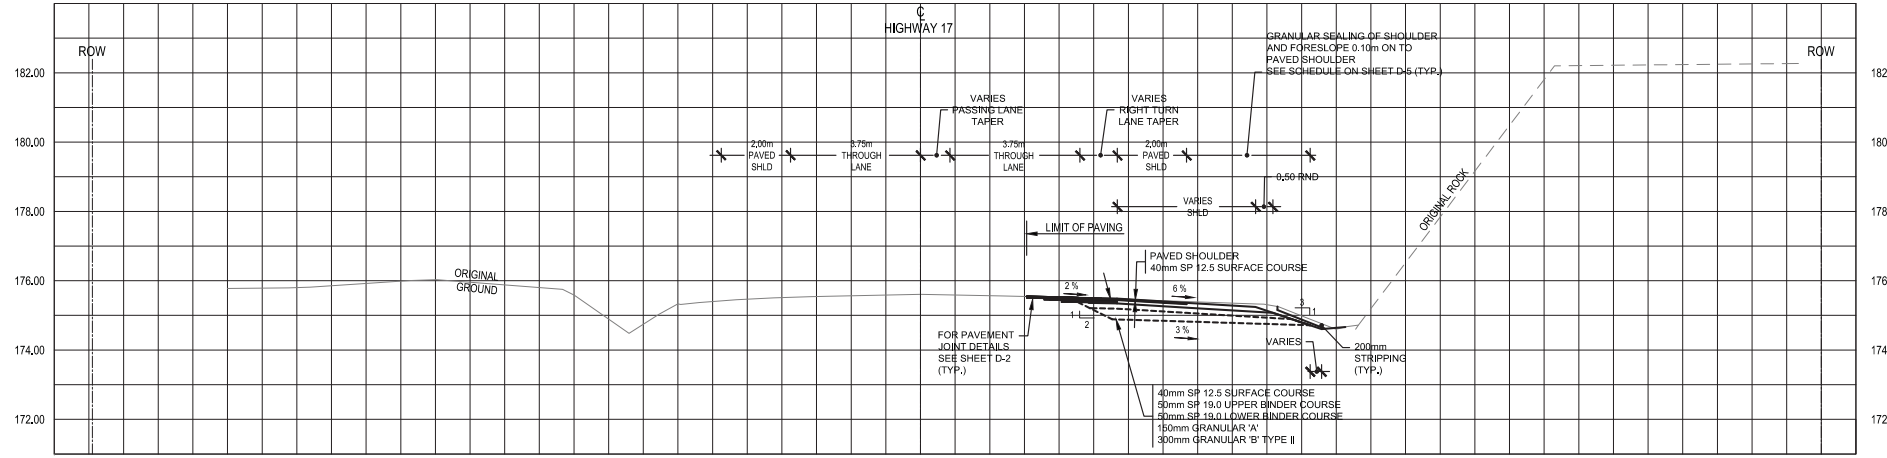 ℄
HIGHWAY 17
ROW
ROW
GRANULAR SEALING OF SHOULDER
AND FORESLOPE 0.10m ON TO
PAVED SHOULDER
SEE SCHEDULE ON SHEET D-5 (TYP.)
182.00
182
VARIES
PASSING LANE
TAPER
VARIES
RIGHT TURN
LANE TAPER
180.00
180
2.00m
PAVED
SHLD
3.75m
THROUGH
LANE
3.75m
THROUGH
LANE
2.00m
PAVED
SHLD
0.50 RND
VARIES
SHLD
178.00
178
ORIGINAL ROCK
LIMIT OF PAVING
PAVED SHOULDER
40mm SP 12.5 SURFACE COURSE
176.00
176
ORIGINAL
GROUND
2 %
6 %
3
1
1
2
3 %
FOR PAVEMENT
JOINT DETAILS
SEE SHEET D-2
(TYP.)
VARIES
200mm
STRIPPING
(TYP.)
174.00
174
40mm SP 12.5 SURFACE COURSE
50mm SP 19.0 UPPER BINDER COURSE
50mm SP 19.0 LOWER BINDER COURSE
150mm GRANULAR 'A'
300mm GRANULAR 'B' TYPE II
172.00
172